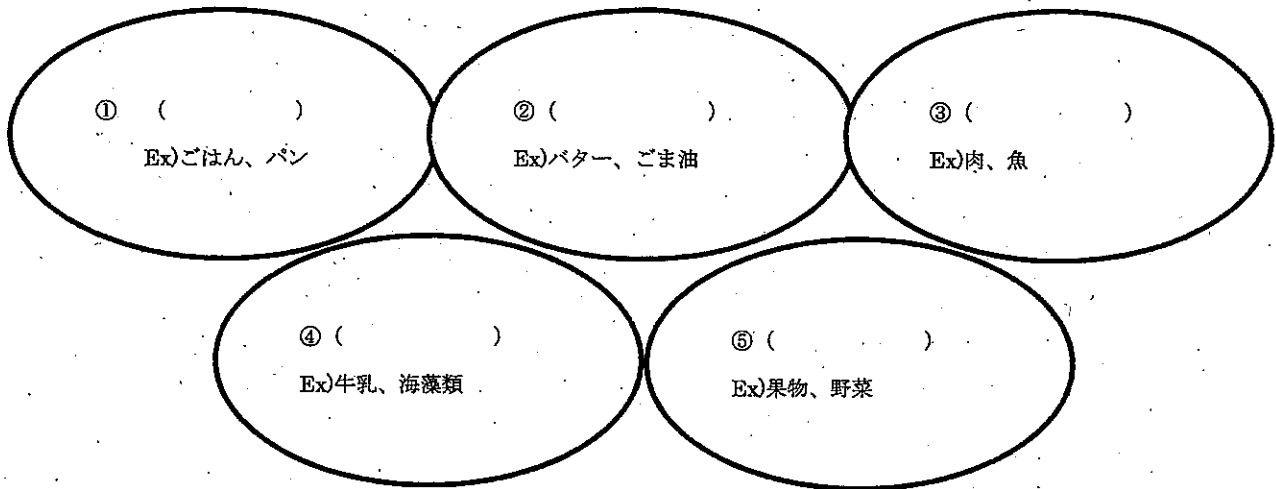 ① (　　　　)
Ex)ごはん、パン
② (　　　　)
Ex)バター、ごま油
③ (　　　　)
Ex)肉、魚
④ (　　　　)
Ex)牛乳、海藻類
⑤ (　　　　)
Ex)果物、野菜